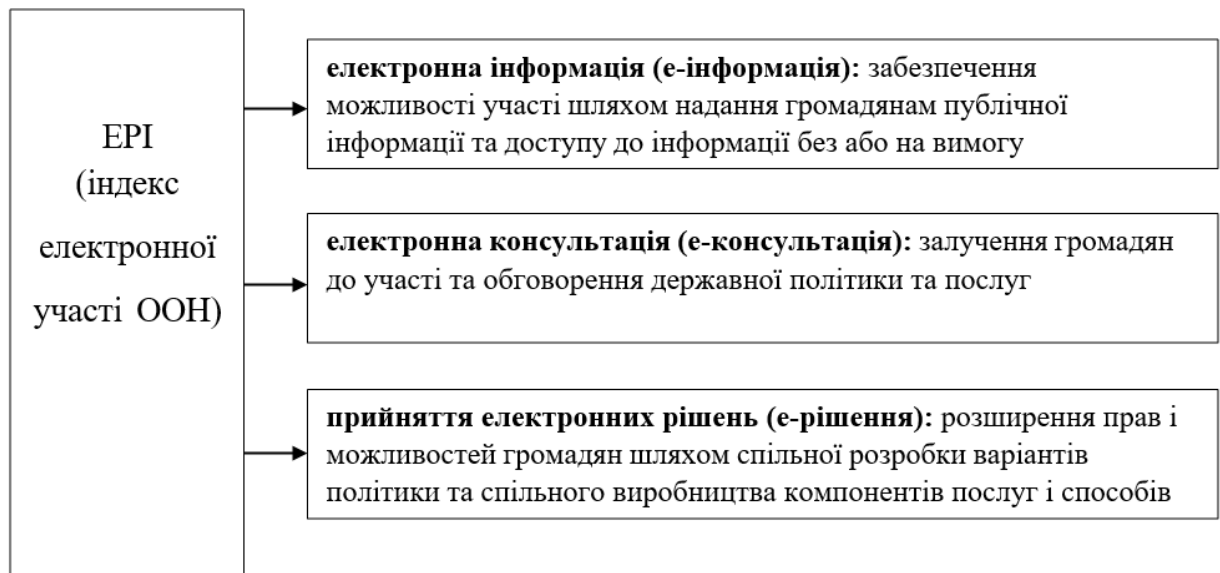 ЕРІ
(індекс
електронної
участі ООН)
електронна інформація (е-інформація): забезпечення
можливості участі шляхом надання громадянам публічної
інформації та доступу до інформації без або на вимогу
електронна консультація (е-консультація): залучення громадян
до участі та обговорення державної політики та послуг
прийняття електронних рішень (е-рішення): розширення прав і
можливостей громадян шляхом спільної розробки варіантів
політики та спільного виробництва компонентів послуг і способів